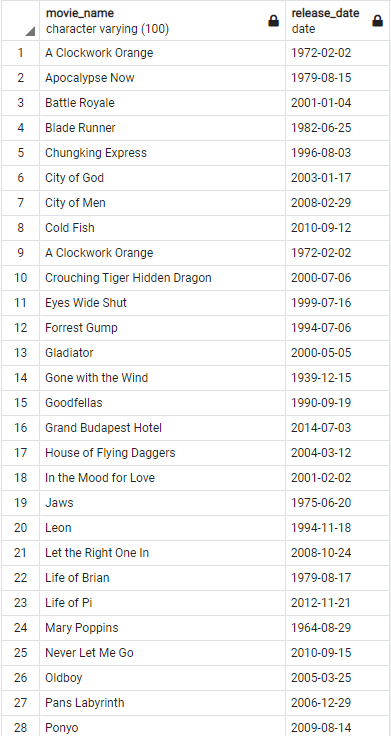 movie_name release_date
character varying (100) date
1 A Clockwork Orange 1972-02-02
2 Apocalypse Now 1979-08-15
3 Battle Royale 2001-01-04
4 Blade Runner 1982-06-25
5 Chungking Express 1996-08-03
6 City of God 2003-01-17
7 City of Men 2008-02-29
8 Cold Fish 2010-09-12
9 A Clockwork Orange 1972-02-02
10 Crouching Tiger Hidden Dragon 2000-07-06
11 Eyes Wide Shut 1999-07-16
12 Forrest Gump 1994-07-06
13 Gladiator 2000-05-05
14 Gone with the Wind 1939-12-15
15 Goodfellas 1990-09-19
16 Grand Budapest Hotel 2014-07-03
17 House of Flying Daggers 2004-03-12
18 In the Mood for Love 2001-02-02
19 Jaws 1975-06-20
20 Leon 1994-11-18
21 Let the Right One In 2008-10-24
22 Life of Brian 1979-08-17
23 Life of Pi 2012-11-21
24 Mary Poppins 1964-08-29
25 Never Let Me Go 2010-09-15
26 Oldboy 2005-03-25
27 Pans Labyrinth 2006-12-29
28 Ponyo 2009-08-14